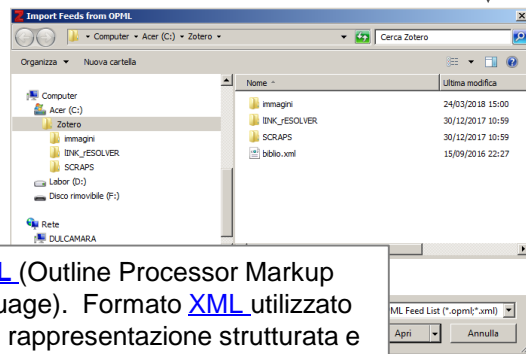 Import Feeds from OPML
Computer Acer (C:) Zotero
Cerca Zotero
Organizza Nuova cartella
Nome Ultima modifica
Computer
Acer (C:)
Zotero
immagini
lINK_rESOLVER
SCRAPS
Labor (D:)
Disco rimovibile (F:)
Rete
DULCAMARA
immagini 24/03/2018 15:00
lINK_rESOLVER 30/12/2017 10:59
SCRAPS 30/12/2017 10:59
biblio.xml 15/09/2016 22:27
(Outline Processor Markup
Formato XML utilizzato
rappresentazione strutturata e
ML Feed List (*.opml;*.xml)
Apri Annulla